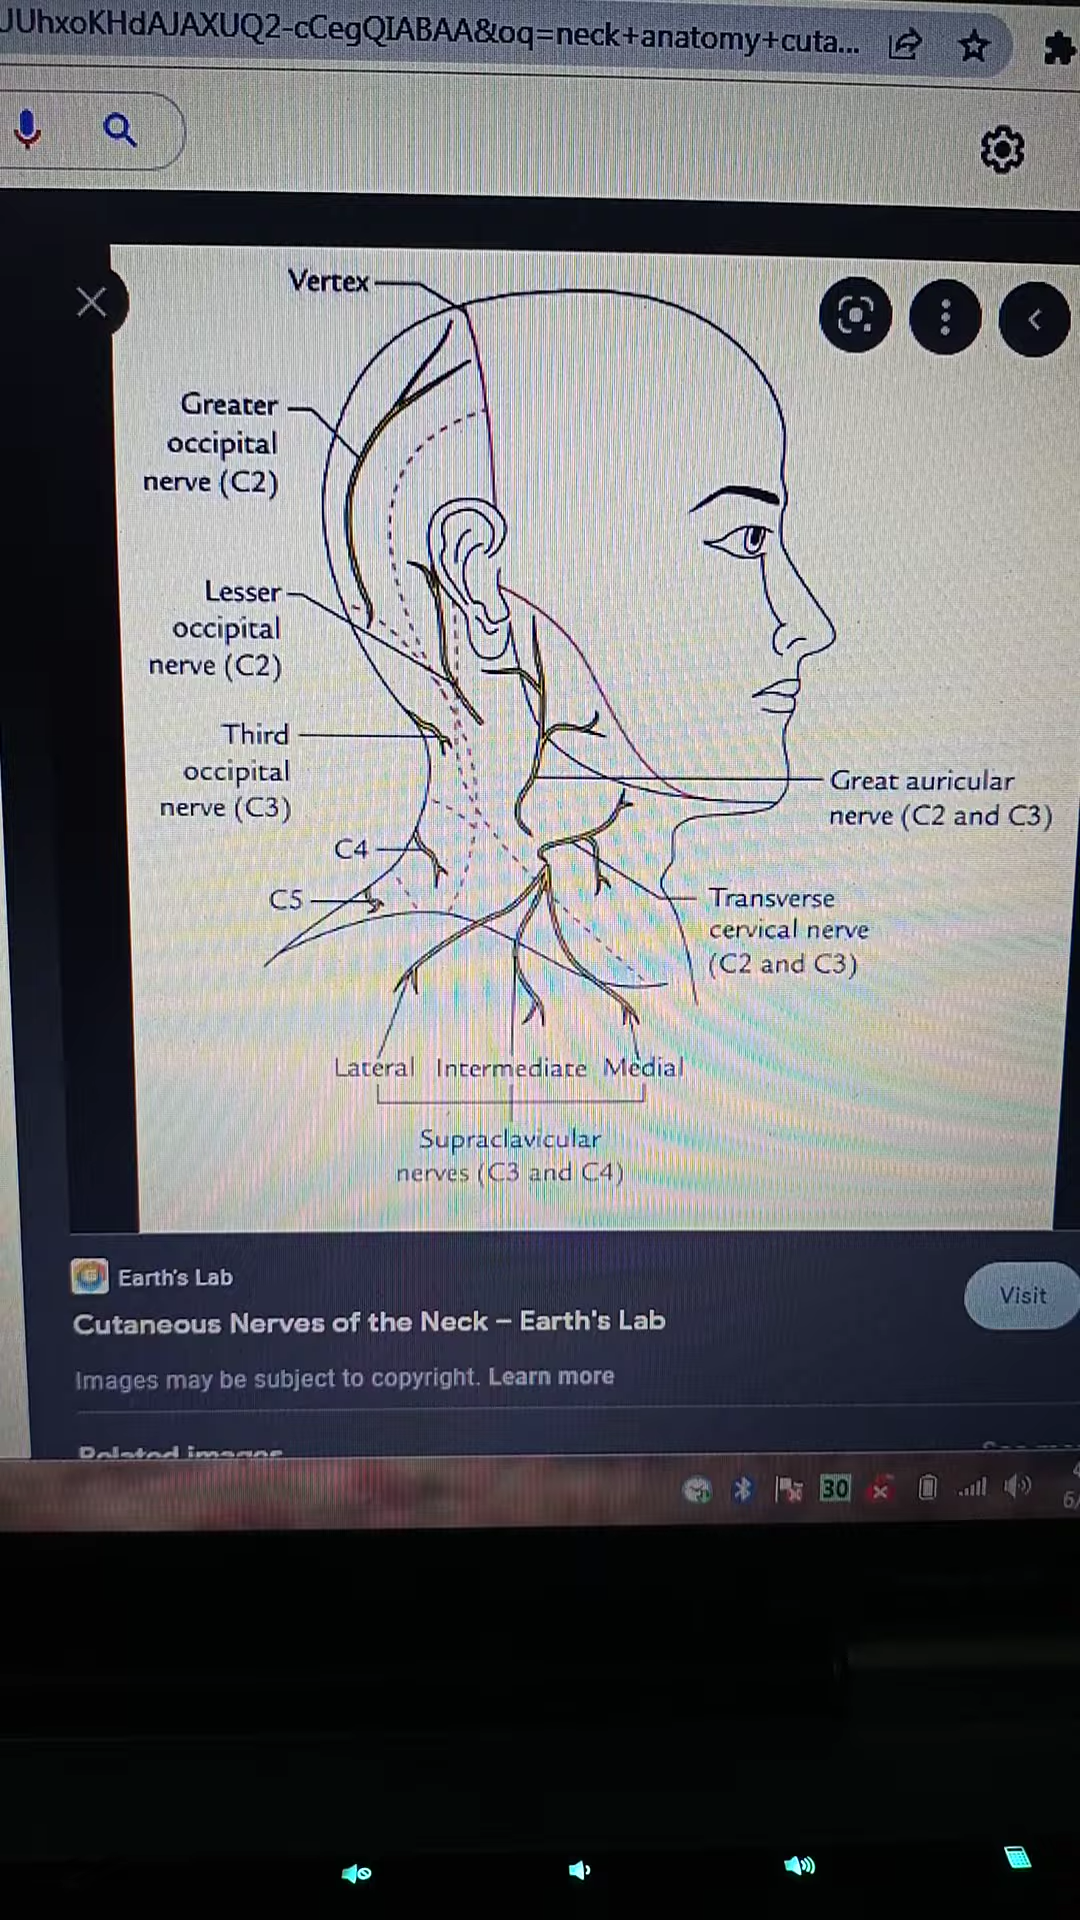 JUhxoKHdAJAXUQ2-cCegQIABAA&oq=neck+anatomy+cuta...
Vertex
Greater
occipital
nerve (C2)
Lesser
occipital
nerve (C2)
Third
occipital
nerve (C3)
C4
C5
Great auricular
nerve (C2 and C3)
Transverse
cervical nerve
(C2 and C3)
Lateral Intermediate Medial
Supraclavicular
nerves (C3 and C4)
Earth's Lab
Visit
Cutaneous Nerves of the Neck – Earth's Lab
Images may be subject to copyright. Learn more
Related images
30